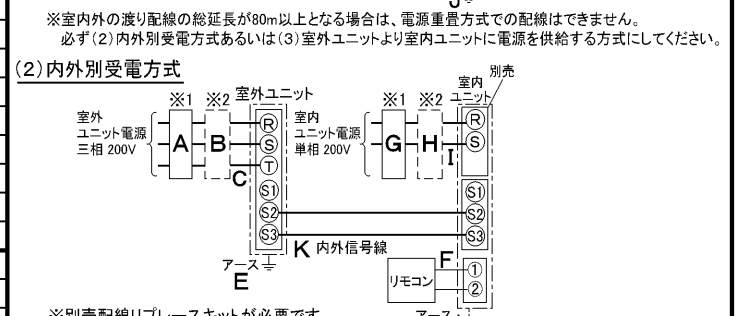 ※室内外の渡り配線の総延長が80m以上となる場合は、電源重畳方式での配線はできません。
必ず(2)内外別受電方式あるいは(3)室外ユニットより室内ユニットに電源を供給する方式にしてください。
(2)内外別受電方式
※1 ※2 室外ユニット
室外
ユニット電源
三相 200V
A
B
C
R
S
T
S1
S2
S3
アース
E
K 内外信号線
室内
ユニット電源
単相 200V
※1 ※2
室内
ユニット
別売
G
H
I
R
S
S1
S2
S3
F
リモコン
①
②
アース
※別売配線リプレースキットが必要です